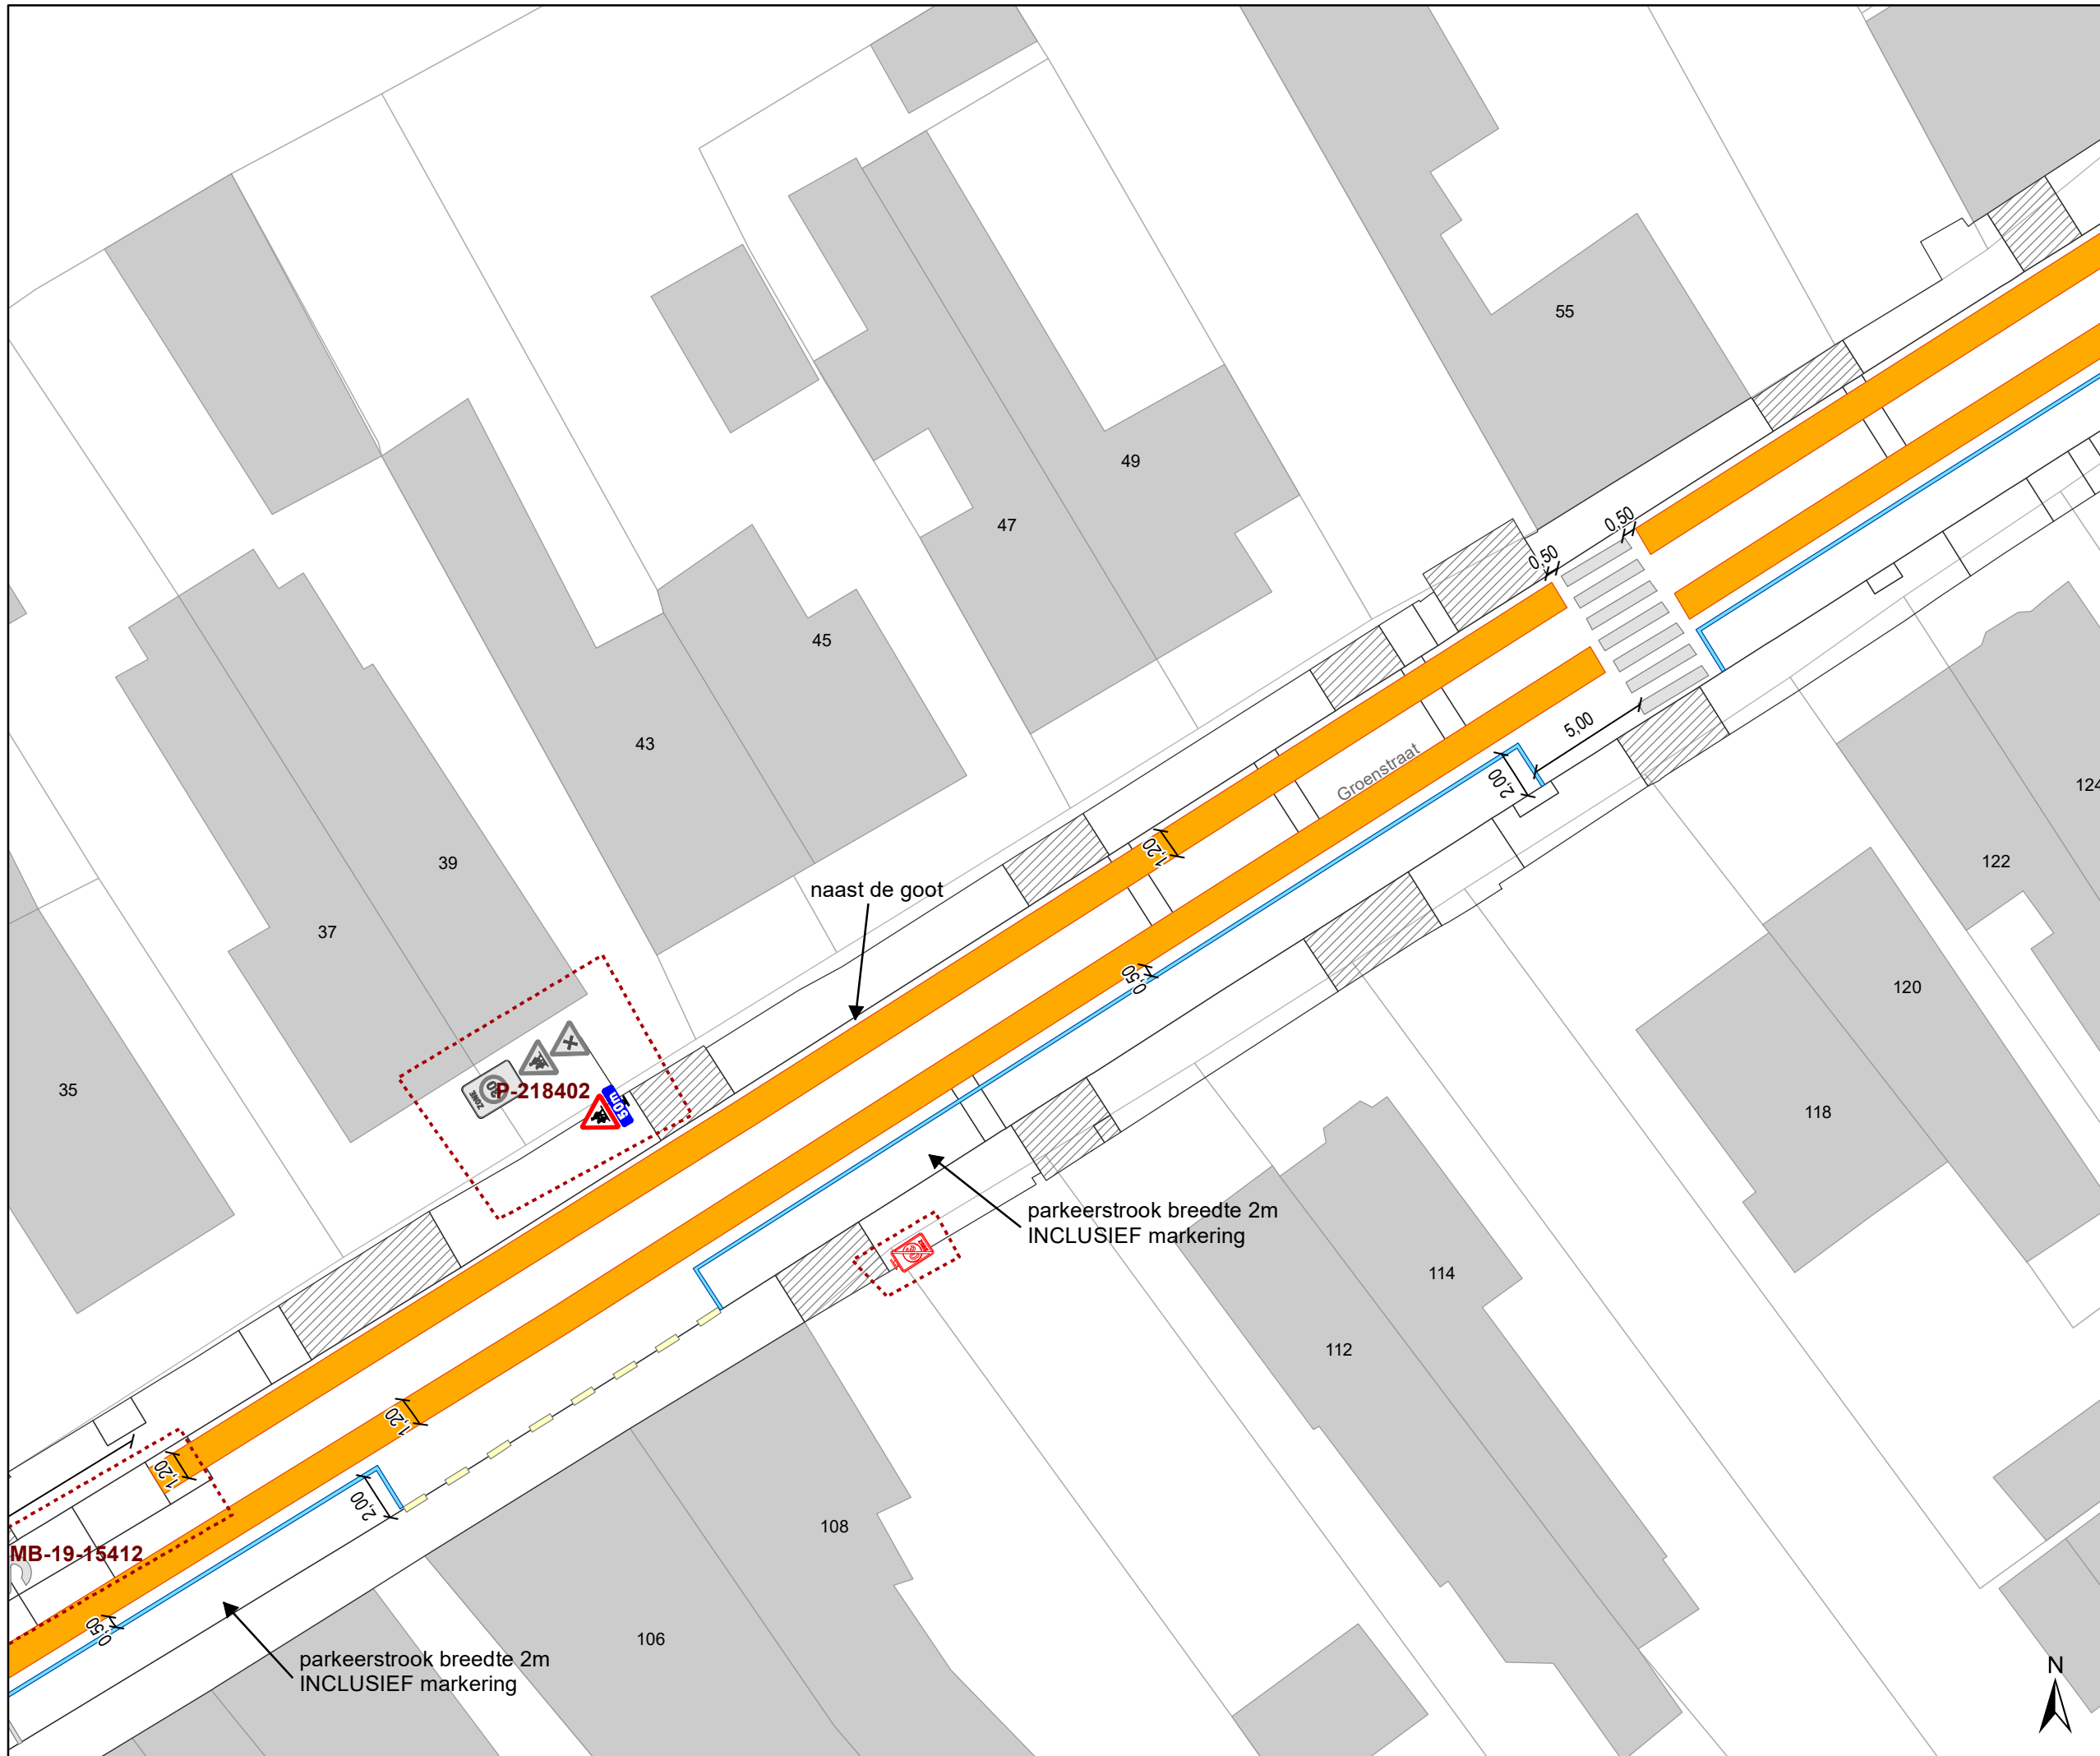 55
49
47
0,50
0,50
45
43
5,00
124
Groenstraat
2,00
122
39
1,20
naast de goot
37
0,50
120
35
ZONE
P-218402
50m
118
parkeerstrook breedte 2m
INCLUSIEF markering
114
112
1,20
1,20
2,00
108
MB-19-15412
0,50
106
parkeerstrook breedte 2m
INCLUSIEF markering
N